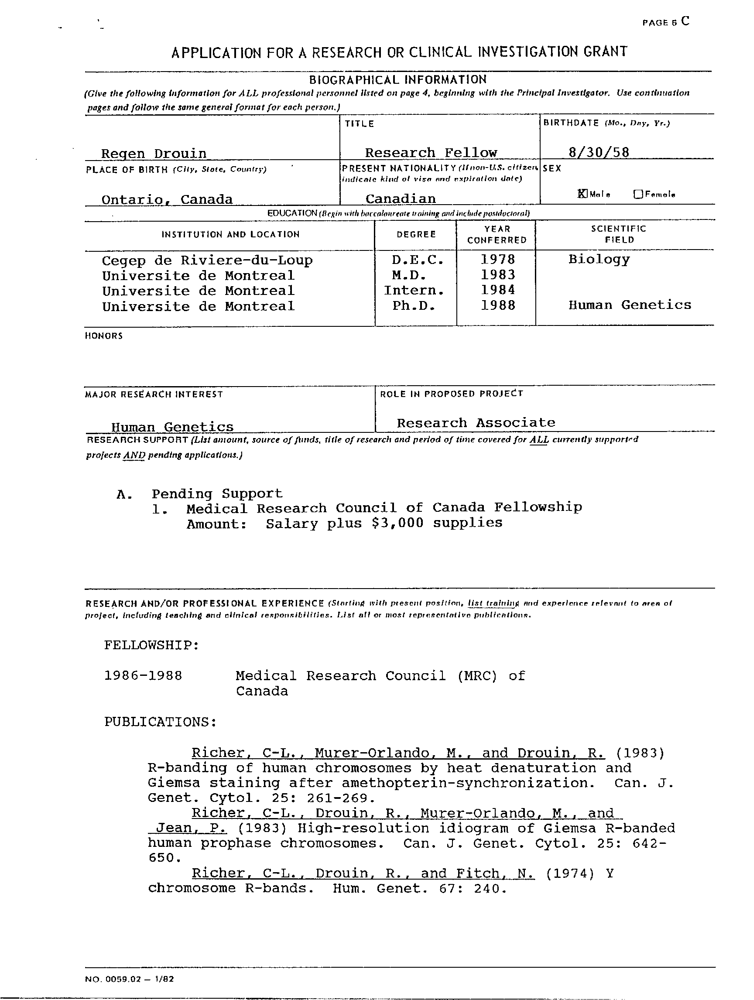 PAGE 6 C
APPLICATION FOR A RESEARCH OR CLINICAL INVESTIGATION GRANT
BIOGRAPHICAL INFORMATION
(Give the following information for ALL professional personnel listed on page 4, beginning with the Principal Investigator. Use continuation
pages and follow the same general format for each person.)
TITLE
BIRTHDATE (Mo., Day, Yr.)
Regen Drouin
Research Fellow
8/30/58
PLACE OF BIRTH (City, State, Country)
PRESENT NATIONALITY (If non-U.S. citizen,
indicate kind of visa and expiration date)
SEX
Ontario, Canada
Canadian
X Male Female
EDUCATION (Begin with baccalaureate training and include postdoctoral)
INSTITUTION AND LOCATION
DEGREE
YEAR
CONFERRED
SCIENTIFIC
FIELD
Cegep de Riviere-du-Loup D.E.C. 1978 Biology
Universite de Montreal M.D. 1983
Universite de Montreal Intern. 1984
Universite de Montreal Ph.D. 1988 Human Genetics
HONORS
MAJOR RESEARCH INTEREST
ROLE IN PROPOSED PROJECT
Human Genetics
Research Associate
RESEARCH SUPPORT (List amount, source of funds, title of research and period of time covered for ALL currently supported
projects AND pending applications.)
A. Pending Support
1. Medical Research Council of Canada Fellowship
Amount: Salary plus $3,000 supplies
RESEARCH AND/OR PROFESSIONAL EXPERIENCE (Starting with present position, list training and experience relevant to area of
project, including teaching and clinical responsibilities. List all or most representative publications.
FELLOWSHIP:
1986-1988 Medical Research Council (MRC) of
Canada
PUBLICATIONS:
Richer, C-L., Murer-Orlando, M., and Drouin, R. (1983)
R-banding of human chromosomes by heat denaturation and
Giemsa staining after amethopterin-synchronization. Can. J.
Genet. Cytol. 25: 261-269.
Richer, C-L., Drouin, R., Murer-Orlando, M., and
Jean, P. (1983) High-resolution idiogram of Giemsa R-banded
human prophase chromosomes. Can. J. Genet. Cytol. 25: 642-
650.
Richer, C-L., Drouin, R., and Fitch, N. (1974) Y
chromosome R-bands. Hum. Genet. 67: 240.
NO. 0059.02 — 1/82